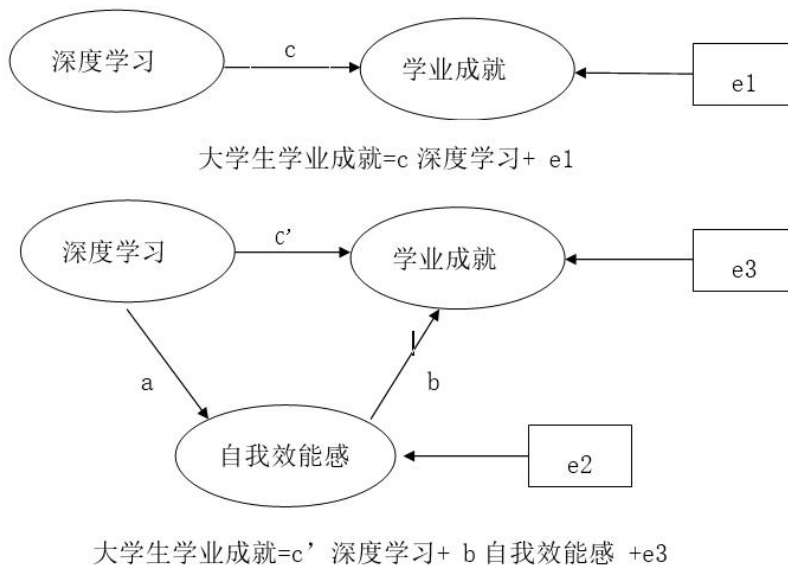 深度学习
c
学业成就
e1
大学生学业成就=c 深度学习+ e1
深度学习
C’
学业成就
e3
a
b
自我效能感
e2
大学生学业成就=c’深度学习+ b 自我效能感 +e3